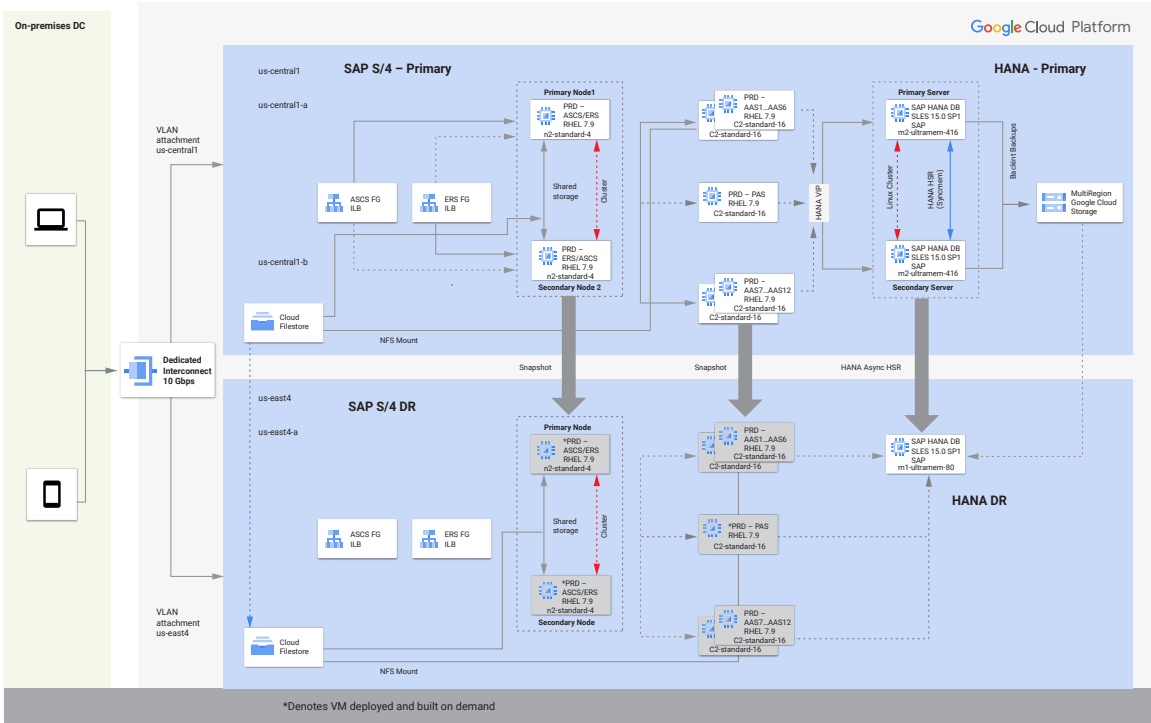 On-premises DC
Google Cloud Platform
us-central1
SAP S/4 – Primary
HANA - Primary
us-central1-a
VLAN
attachment
us-central1
Primary Node1
PRD –
ASCS/ERS
RHEL 7.9
n2-standard-4
PRD –
AAS1...AAS6
RHEL 7.9
C2-standard-16
C2-standard-16
Primary Server
SAP HANA DB
SLES 15.0 SP1
SAP
m2-ultramem-416
ASCS FG
ILB
ERS FG
ILB
Shared
storage
Cluster
PRD – PAS
RHEL 7.9
C2-standard-16
HANA VIP
Linux Cluster
HANA HSR
(Syncmem)
Backint Backups
MultiRegion
Google Cloud
Storage
us-central1-b
PRD –
ERS/ASCS
RHEL 7.9
n2-standard-4
Secondary Node 2
PRD –
AAS7...AAS12
RHEL 7.9
C2-standard-16
C2-standard-16
SAP HANA DB
SLES 15.0 SP1
SAP
m2-ultramem-416
Secondary Server
Cloud
Filestore
NFS Mount
Dedicated
Interconnect
10 Gbps
Snapshot
Snapshot
HANA Async HSR
us-east4
SAP S/4 DR
us-east4-a
Primary Node
*PRD –
ASCS/ERS
RHEL 7.9
n2-standard-4
PRD –
AAS1...AAS6
RHEL 7.9
C2-standard-16
C2-standard-16
SAP HANA DB
SLES 15.0 SP1
SAP
m1-ultramem-80
HANA DR
ASCS FG
ILB
ERS FG
ILB
Shared
storage
Cluster
*PRD – PAS
RHEL 7.9
C2-standard-16
*PRD –
ASCS/ERS
RHEL 7.9
n2-standard-4
Secondary Node
PRD –
AAS7...AAS12
RHEL 7.9
C2-standard-16
C2-standard-16
VLAN
attachment
us-east4
Cloud
Filestore
NFS Mount
*Denotes VM deployed and built on demand